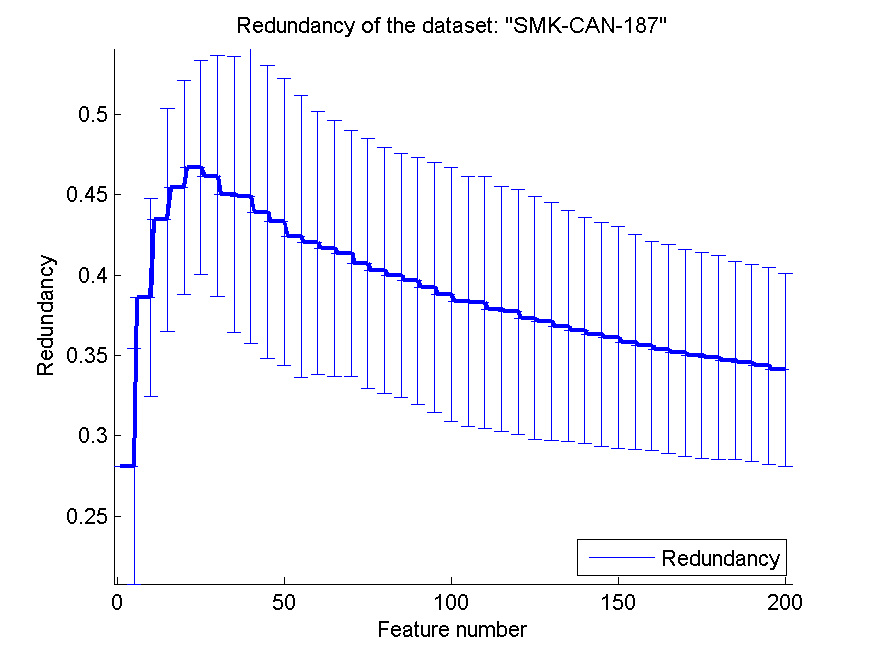 Redundancy of the dataset: "SMK-CAN-187"
0.5
0.45
0.4
0.35
0.3
0.25
Redundancy
Redundancy
0
50
100
150
200
Feature number